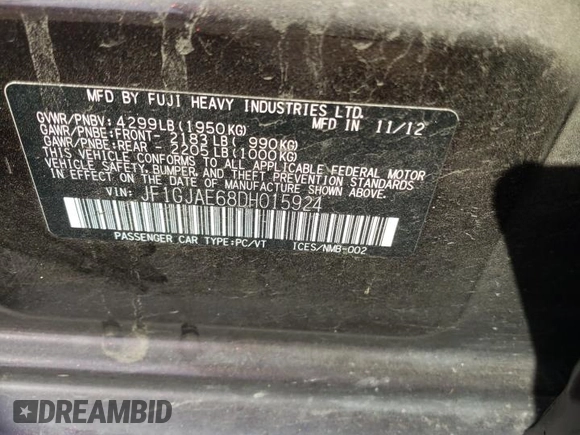 MFD BY FUJI HEAVY INDUSTRIES LTD.
GVWR/PNBV: 4299LB(1950KG) MFD IN 11/12
GAWR/PNBE:FRONT- 2183LB( 990KG)
GAWR/PNBE:REAR - 2205LB(1000KG)
THIS VEHICLE CONFORMS TO ALL APPLICABLE FEDERAL MOTOR
VEHICLE SAFETY, BUMPER, AND THEFT PREVENTION STANDARDS
IN EFFECT ON THE DATE OF MANUFACTURE SHOWN ABOVE.
VIN: JF1GJAE68DH015924
PASSENGER CAR TYPE:PC/VT ICES/NMB-002
DREAMBID